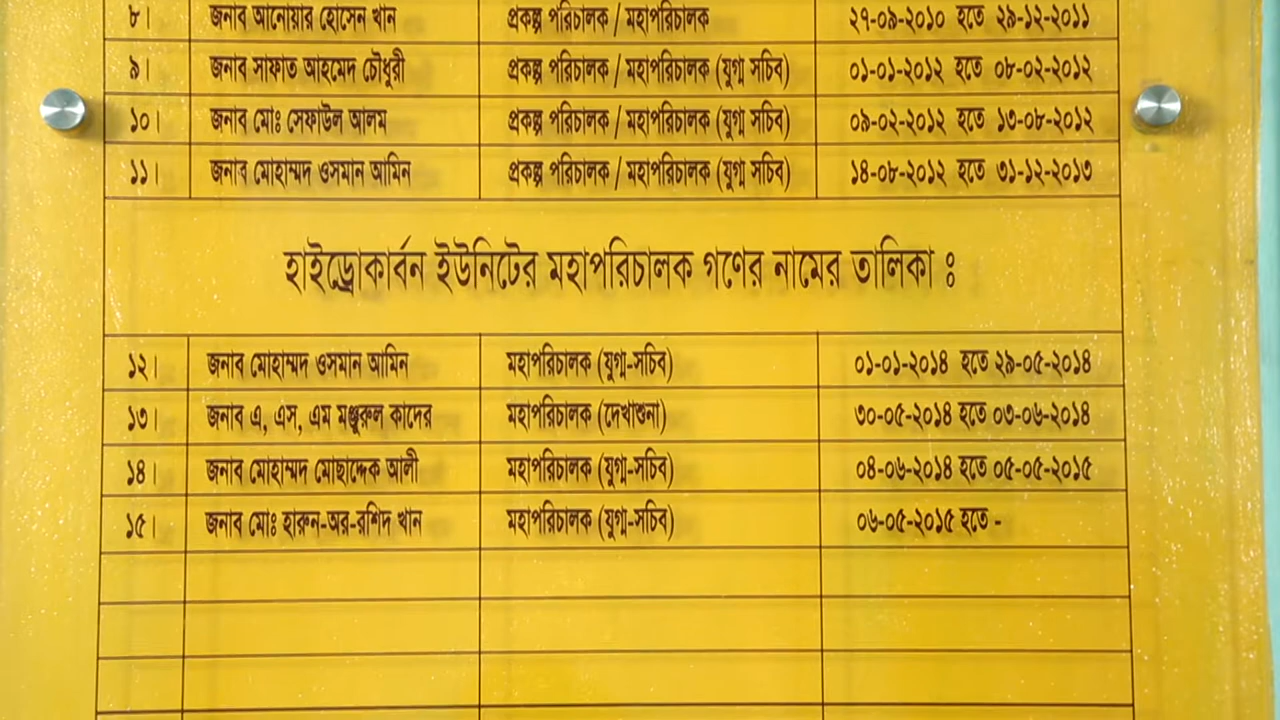 ৮। জনাব আনোয়ার হোসেন খান প্রকল্প পরিচালক / মহাপরিচালক ২৭-০৯-২০১০ হতে ২৯-১২-২০১১
৯। জনাব সাফাত আহমেদ চৌধুরী প্রকল্প পরিচালক / মহাপরিচালক (যুগ্ম সচিব) ০১-০১-২০১২ হতে ০৮-০২-২০১২
১০। জনাব মোঃ সেফাউল আলম প্রকল্প পরিচালক / মহাপরিচালক (যুগ্ম সচিব) ০৯-০২-২০১২ হতে ১৩-০৮-২০১২
১১। জনাব মোহাম্মদ ওসমান আমিন প্রকল্প পরিচালক / মহাপরিচালক (যুগ্ম সচিব) ১৪-০৮-২০১২ হতে ৩১-১২-২০১৩
হাইড্রোকার্বন ইউনিটের মহাপরিচালক গণের নামের তালিকা ঃ
১২। জনাব মোহাম্মদ ওসমান আমিন মহাপরিচালক (যুগ্ম-সচিব) ০১-০১-২০১৪ হতে ২৯-০৫-২০১৪
১৩। জনাব এ, এস, এম মঞ্জুরুল কাদের মহাপরিচালক (দেখাশুনা) ৩০-০৫-২০১৪ হতে ০৩-০৬-২০১৪
১৪। জনাব মোহাম্মদ মোছাদ্দেক আলী মহাপরিচালক (যুগ্ম-সচিব) ০৪-০৬-২০১৪ হতে ০৫-০৫-২০১৫
১৫। জনাব মোঃ হারুন-অর-রশিদ খান মহাপরিচালক (যুগ্ম-সচিব) ০৬-০৫-২০১৫ হতে -